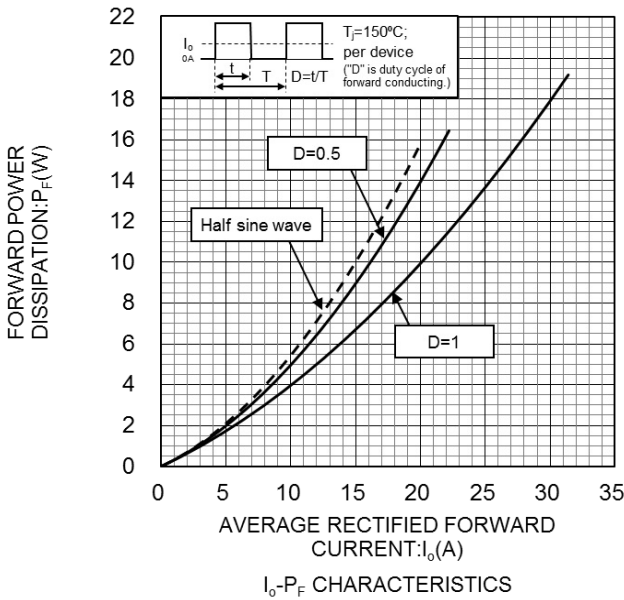 22
20
18
16
14
12
10
8
6
4
2
0
FORWARD POWER
DISSIPATION:PF(W)
Io
0A
t
T
D=t/T
Tj=150℃;
per device
("D" is duty cycle of
forward conducting.)
D=0.5
Half sine wave
D=1
0 5 10 15 20 25 30 35
AVERAGE RECTIFIED FORWARD
CURRENT:Io(A)
Io-PF CHARACTERISTICS